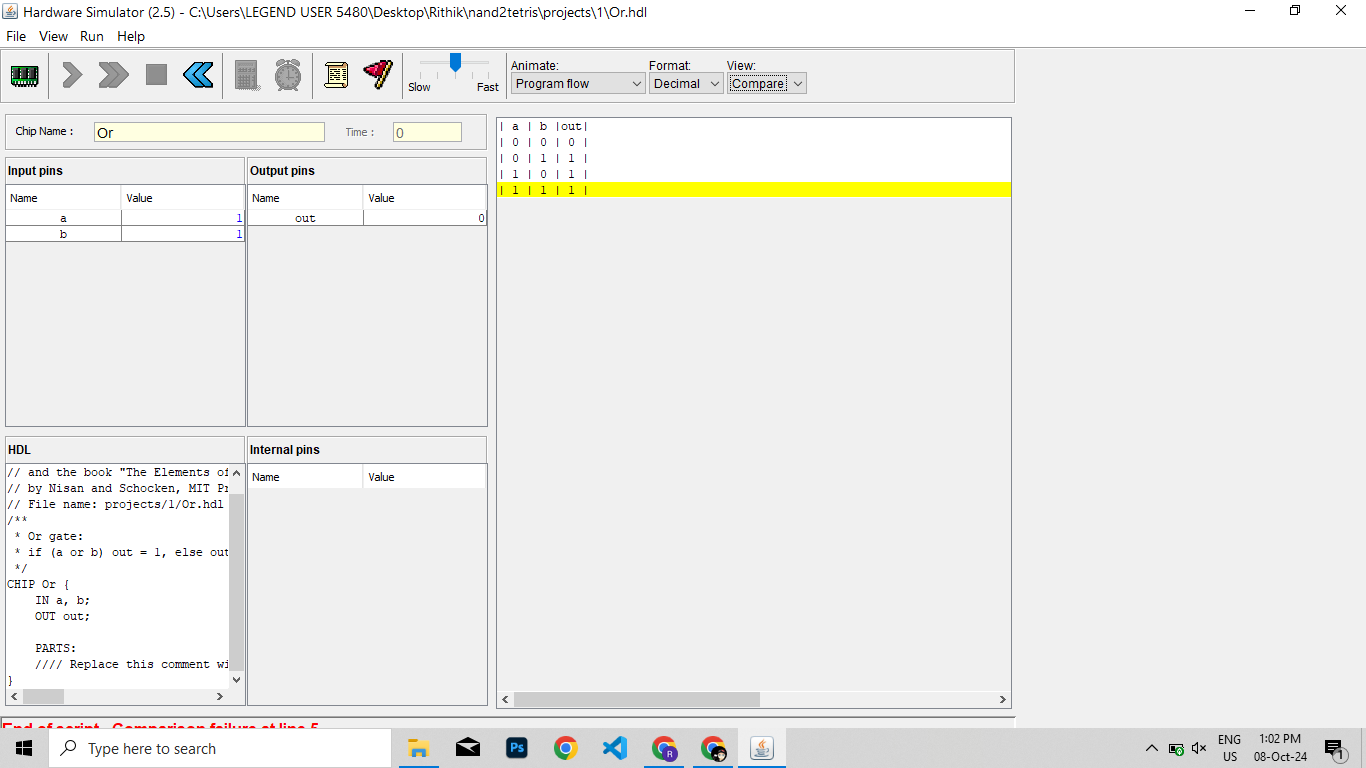 Hardware Simulator (2.5) - C:\Users\LEGEND USER 5480\Desktop\Rithik\nand2tetris\projects\1\Or.hdl
File View Run Help
Slow Fast
Animate: Format: View:
Program flow Decimal Compare
Chip Name : Or Time : 0
Input pins
Name Value
a 1
b 1
Output pins
Name Value
out 0
| a | b |out|
| 0 | 0 | 0 |
| 0 | 1 | 1 |
| 1 | 0 | 1 |
| 1 | 1 | 1 |
HDL
// and the book "The Elements of
// by Nisan and Schocken, MIT Pr
// File name: projects/1/Or.hdl
/**
* Or gate:
* if (a or b) out = 1, else out
*/
CHIP Or {
IN a, b;
OUT out;
PARTS:
//// Replace this comment wi
}
Internal pins
Name Value
End of script - Comparison failure at line 5
Type here to search
Ps
R
ENG
US
1:02 PM
08-Oct-24
1